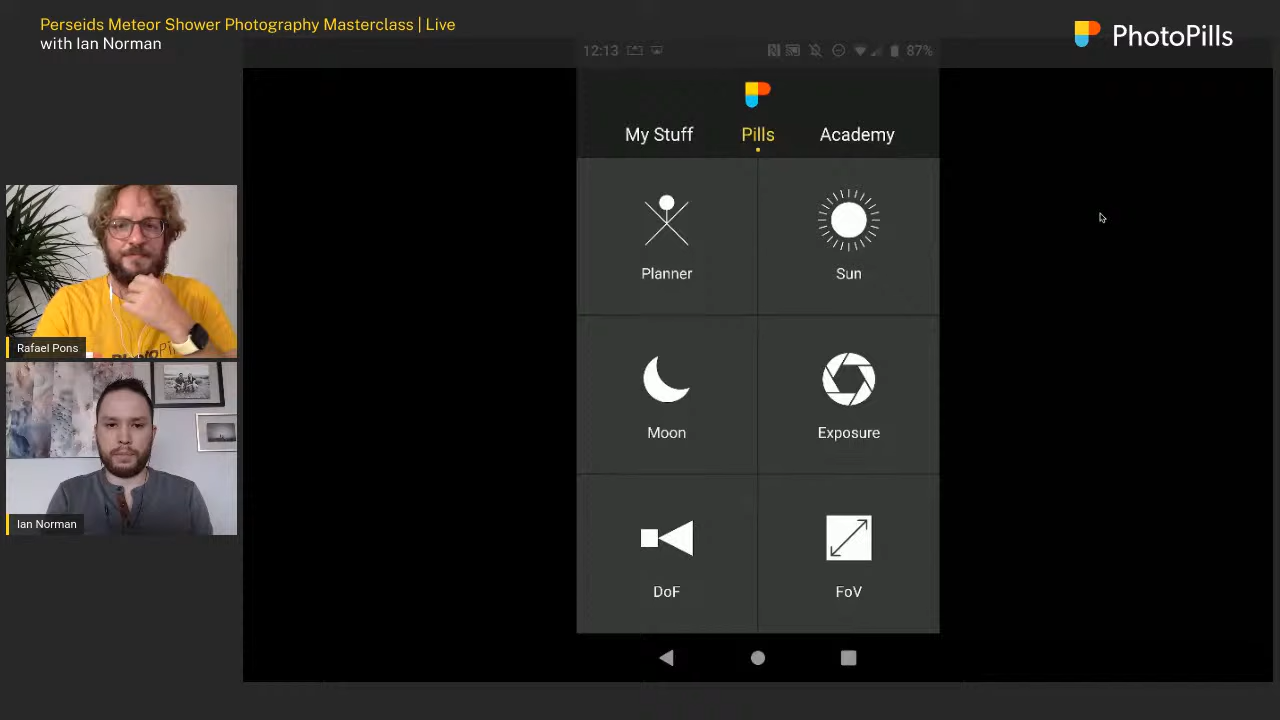 Perseids Meteor Shower Photography Masterclass | Live
with Ian Norman
PhotoPills
12:13
87%
My Stuff
Pills
Academy
Planner
Sun
Moon
Exposure
DoF
FoV
Rafael Pons
Ian Norman